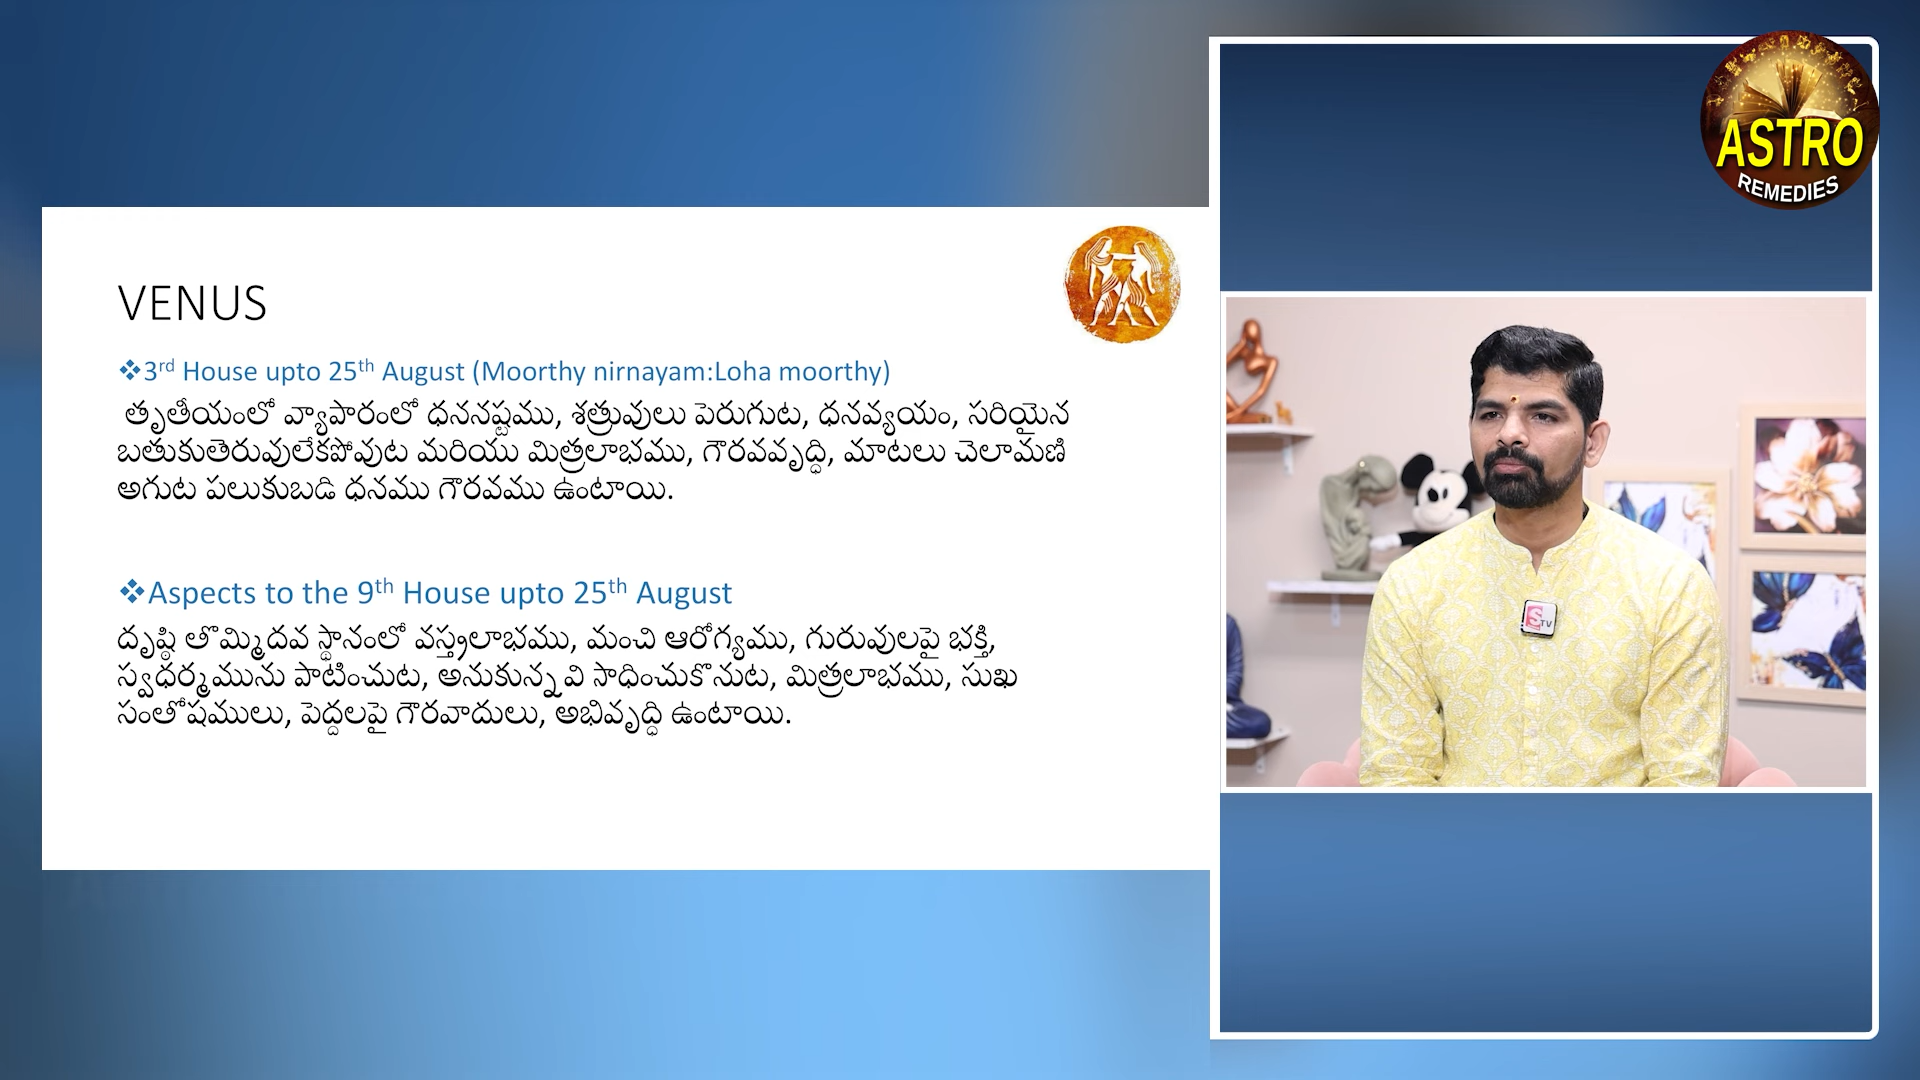 VENUS
❖3rd House upto 25th August (Moorthy nirnayam:Loha moorthy)
తృతీయంలో వ్యాపారంలో ధననష్టము, శత్రువులు పెరుగుట, ధనవ్యయం, సరియైన
బతుకుతెరువులేకపోవుట మరియు మిత్రలాభము, గౌరవవృద్ధి, మాటలు చెలామణి
అగుట పలుకుబడి ధనము గౌరవము ఉంటాయి.
❖Aspects to the 9th House upto 25th August
దృష్ఠి తొమ్మిదవ స్థానంలో వస్త్రలాభము, మంచి ఆరోగ్యము, గురువులపై భక్తి,
స్వధర్మమును పాటించుట, అనుకున్నవి సాధించుకొనుట, మిత్రలాభము, సుఖ
సంతోషములు, పెద్దలపై గౌరవాదులు, అభివృద్ధి ఉంటాయి.
ASTRO
REMEDIES
S TV